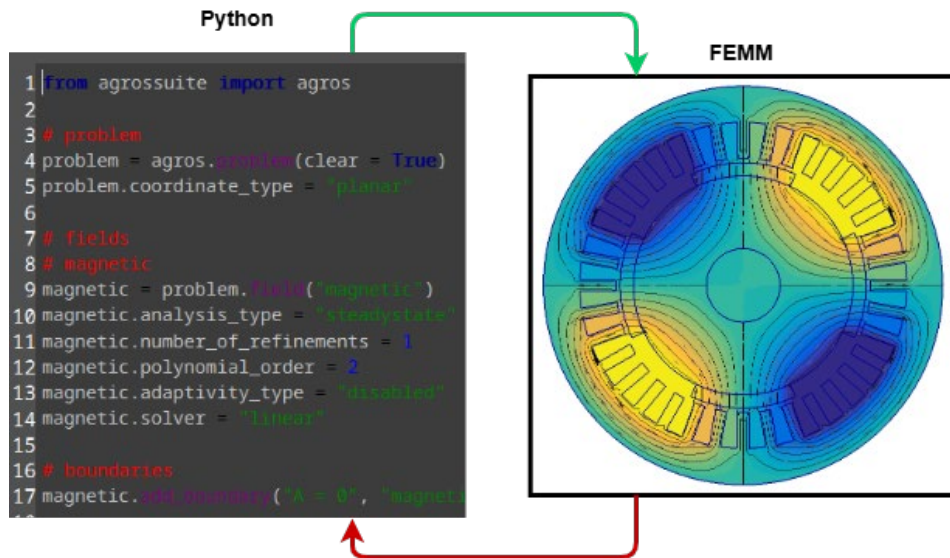 Python
FEMM
1 from agrossuite import agros
2
3 # problem
4 problem = agros.problem(clear = True)
5 problem.coordinate_type = "planar"
6
7 # fields
8 # magnetic
9 magnetic = problem.field("magnetic")
10 magnetic.analysis_type = "steadystate"
11 magnetic.number_of_refinements = 1
12 magnetic.polynomial_order = 2
13 magnetic.adaptivity_type = "disabled"
14 magnetic.solver = "linear"
15
16 # boundaries
17 magnetic.add_boundary("A = 0", "magneti